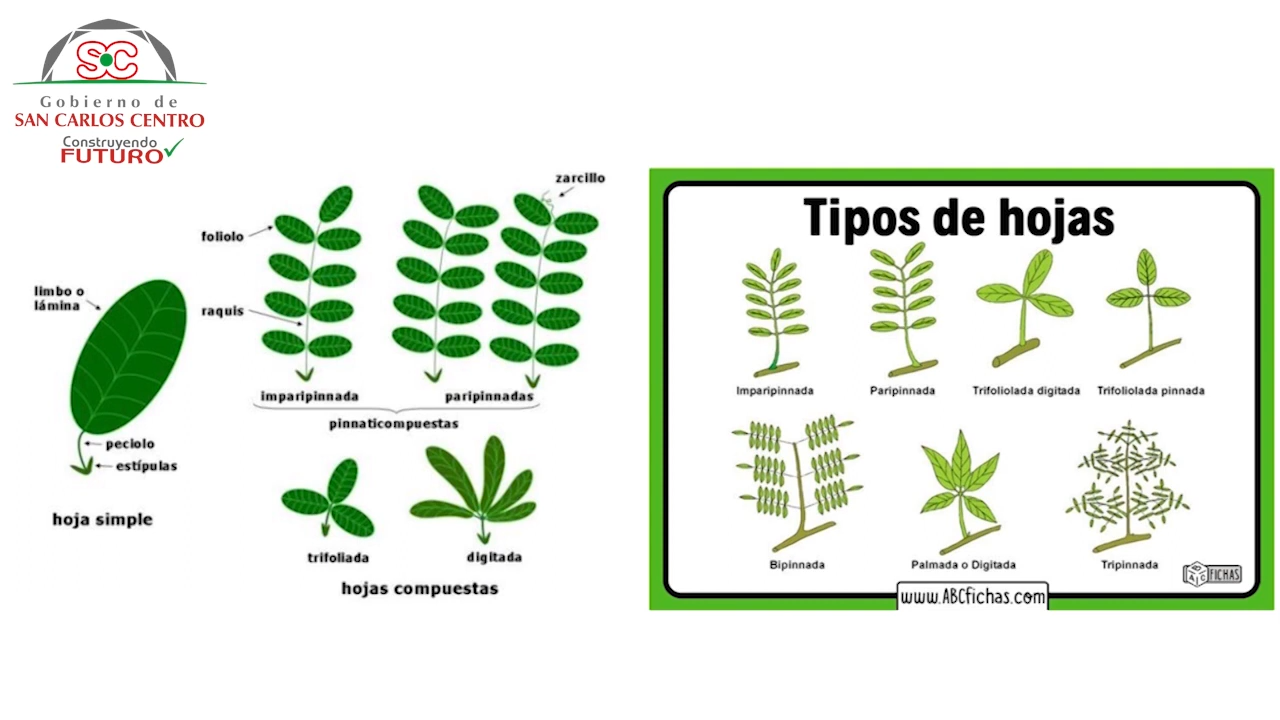 SC
Gobierno de
SAN CARLOS CENTRO
Construyendo
FUTURO
zarcillo
foliolo
limbo o
lámina
raquis
imparipinnada
paripinnadas
pinnaticompuestas
peciolo
estípulas
hoja simple
trifoliada
digitada
hojas compuestas
Tipos de hojas
Imparipinnada
Paripinnada
Trifoliolada digitada
Trifoliolada pinnada
Bipinnada
Palmada o Digitada
Tripinnada
ABC FICHAS
www.ABCfichas.com